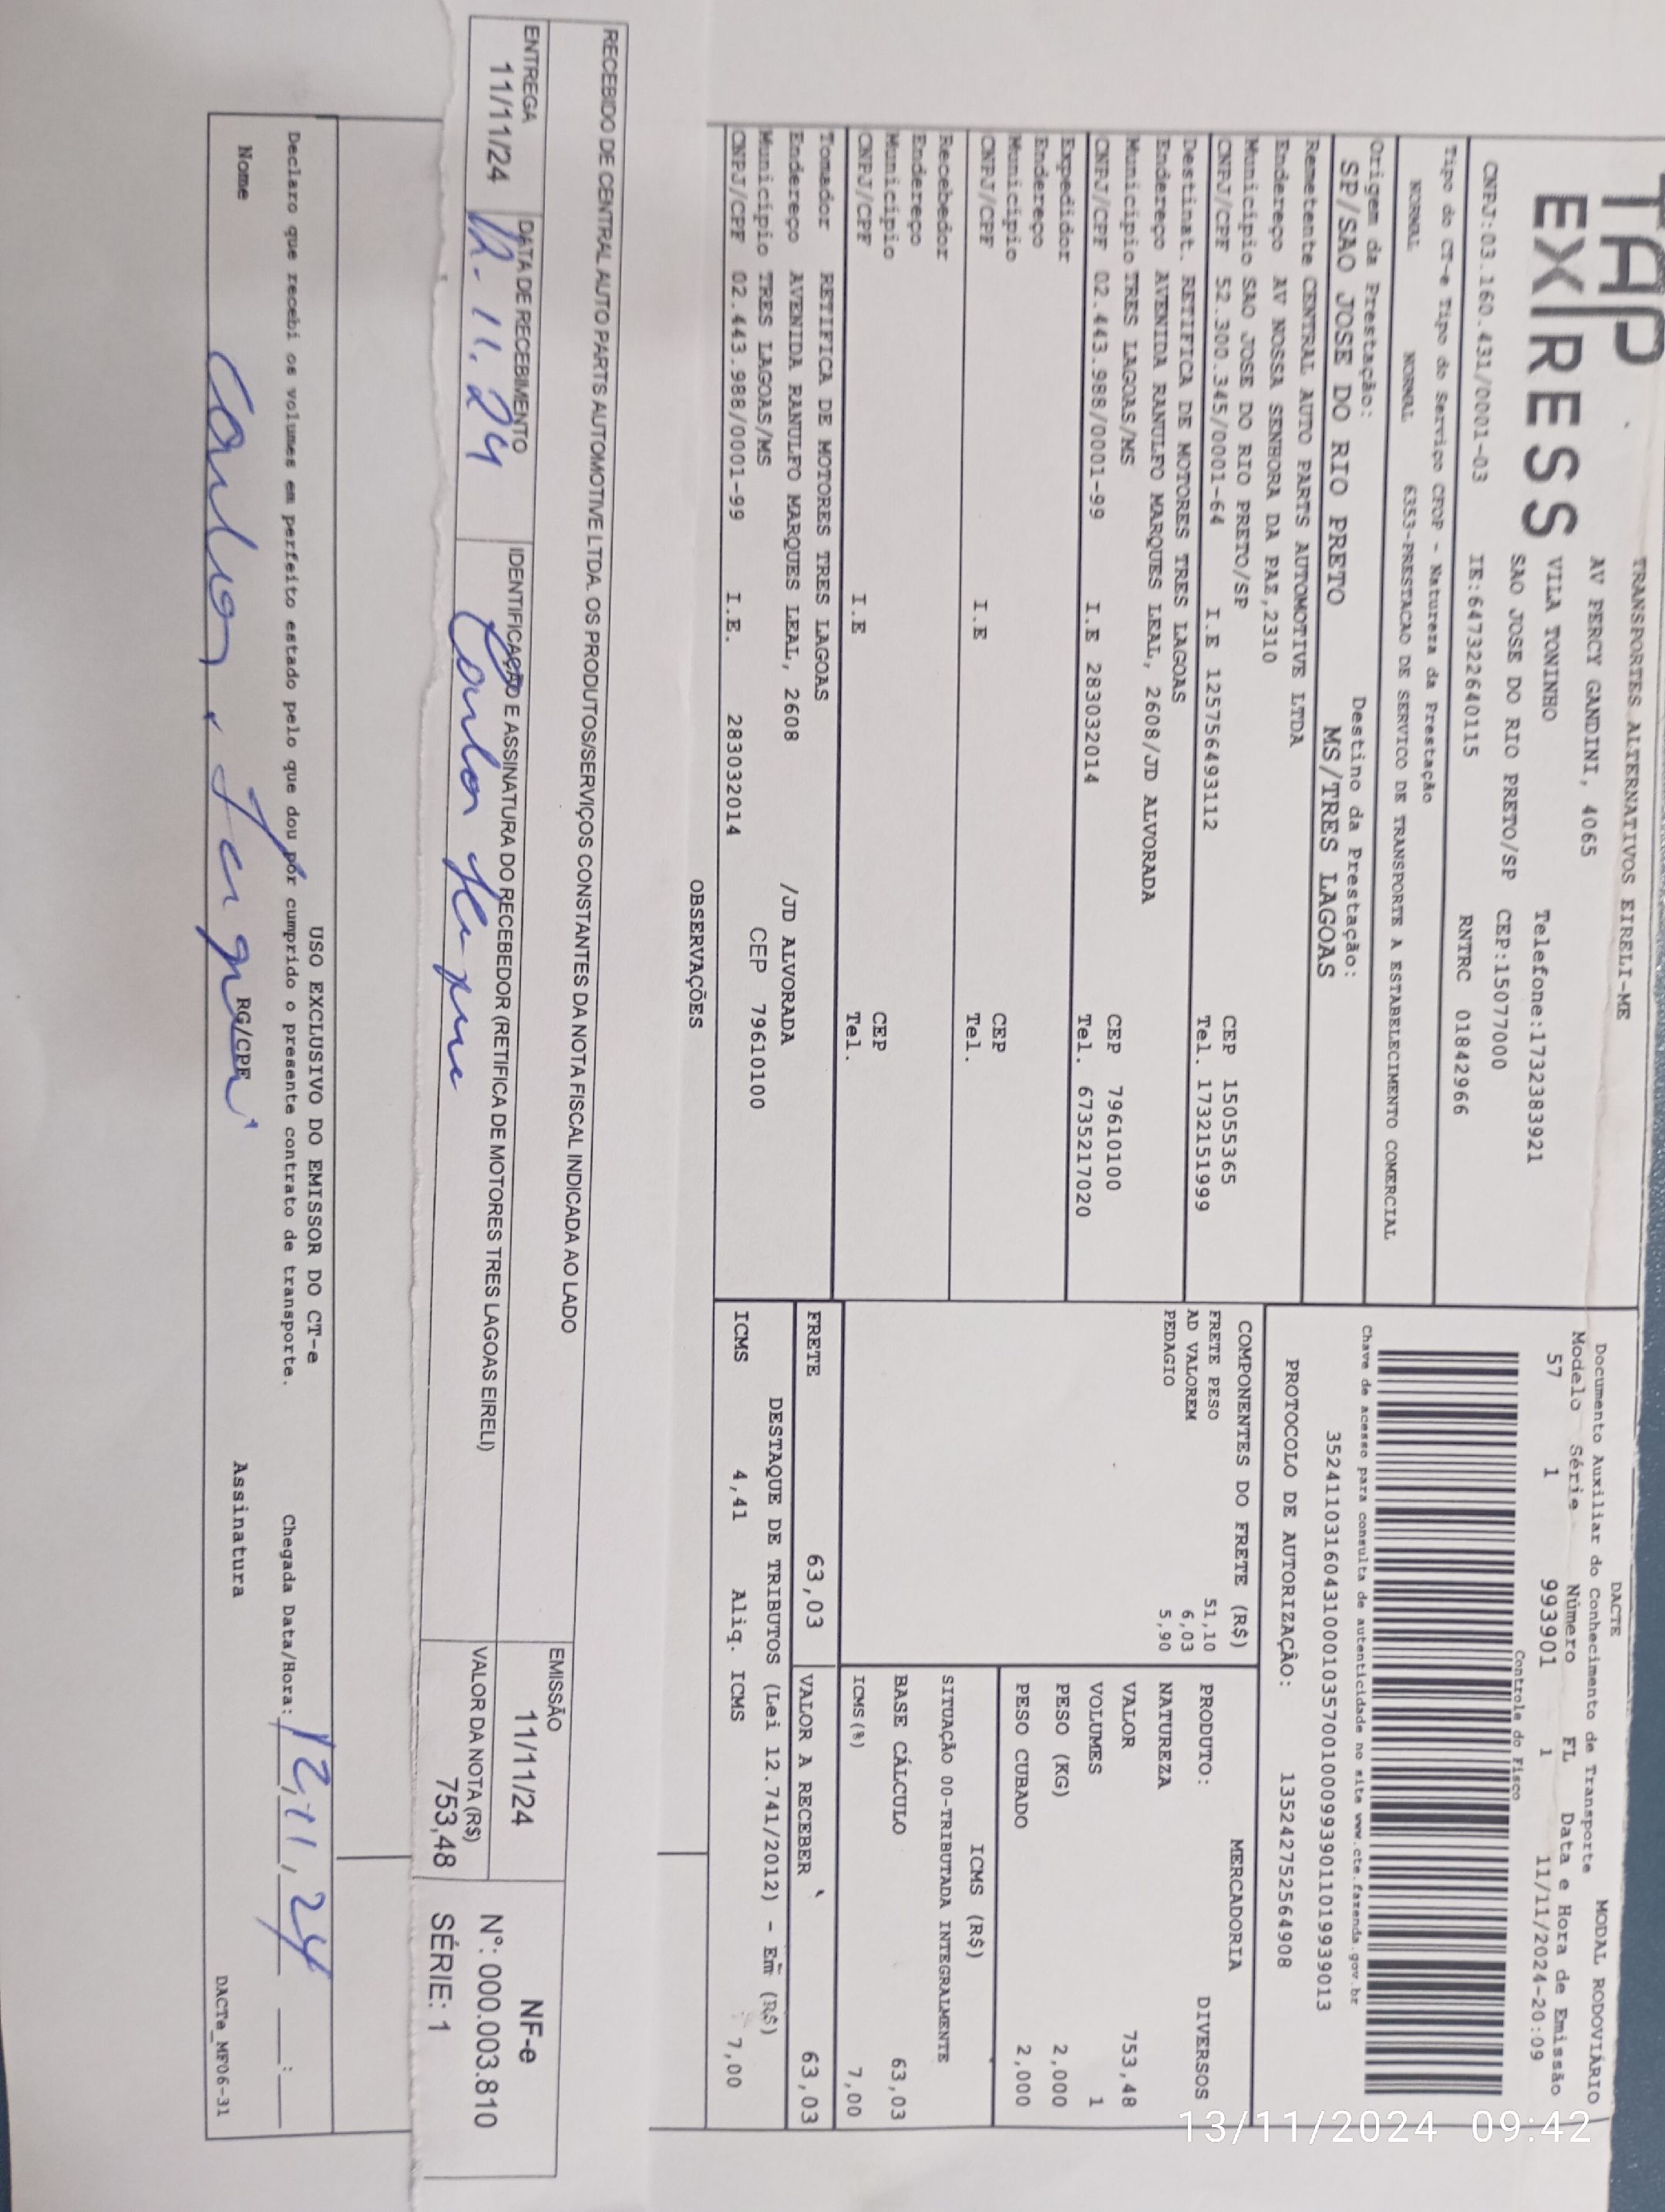 TAP
EXPRESS
TRANSPORTES ALTERNATIVOS EIRELI-ME
AV PERCY GANDINI, 4065
VILA TONINHO Telefone:1732383921
SAO JOSE DO RIO PRETO/SP CEP:15077000
CNPJ:03.160.431/0001-03 IE:647322640115 RNTRC 01842966
Tipo do CT-e Tipo do Serviço CFOP - Natureza da Prestação
NORMAL NORMAL 6353-PRESTACAO DE SERVICO DE TRANSPORTE A ESTABELECIMENTO COMERCIAL
Origem da Prestação: Destino da Prestação:
SP/SAO JOSE DO RIO PRETO MS/TRES LAGOAS
DACTE MODAL RODOVIÁRIO
Documento Auxiliar do Conhecimento de Transporte
Modelo Série Número FL Data e Hora de Emissão
57 1 993901 1 11/11/2024-20:09
Controle do Fisco
Chave de acesso para consulta de autenticidade no site www.cte.fazenda.gov.br
35241103160431000103570010009939011019939013
PROTOCOLO DE AUTORIZAÇÃO: 135242752564908
Remetente CENTRAL AUTO PARTS AUTOMOTIVE LTDA
Endereço AV NOSSA SENHORA DA PAZ,2310
Município SAO JOSE DO RIO PRETO/SP CEP 15055365
CNPJ/CPF 52.300.345/0001-64 I.E 125756493112 Tel. 1732151999
Destinat. RETIFICA DE MOTORES TRES LAGOAS
Endereço AVENIDA RANULFO MARQUES LEAL, 2608/JD ALVORADA
Município TRES LAGOAS/MS CEP 79610100
CNPJ/CPF 02.443.988/0001-99 I.E 283032014 Tel. 6735217020
Expedidor
Endereço
Município CEP
CNPJ/CPF I.E Tel.
Recebedor
Endereço
Município CEP
CNPJ/CPF I.E Tel.
Tomador RETIFICA DE MOTORES TRES LAGOAS
Endereço AVENIDA RANULFO MARQUES LEAL, 2608 /JD ALVORADA
Município TRES LAGOAS/MS CEP 79610100
CNPJ/CPF 02.443.988/0001-99 I.E. 283032014
COMPONENTES DO FRETE (R$)
FRETE PESO 51,10
AD VALOREM 6,03
PEDAGIO 5,90
MERCADORIA
PRODUTO: DIVERSOS
NATUREZA
VALOR 753,48
VOLUMES 1
PESO (KG) 2,000
PESO CUBADO 2,000
ICMS (R$)
SITUAÇÃO 00-TRIBUTADA INTEGRALMENTE
BASE CÁLCULO 63,03
ICMS(%) 7,00
FRETE 63,03 VALOR A RECEBER 63,03
DESTAQUE DE TRIBUTOS (Lei 12.741/2012) - Em (R$)
ICMS 4,41 Aliq. ICMS 7,00
OBSERVAÇÕES
RECEBIDO DE CENTRAL AUTO PARTS AUTOMOTIVE LTDA. OS PRODUTOS/SERVIÇOS CONSTANTES DA NOTA FISCAL INDICADA AO LADO
ENTREGA DATA DE RECEBIMENTO IDENTIFICAÇÃO E ASSINATURA DO RECEBEDOR (RETIFICA DE MOTORES TRES LAGOAS EIRELI)
11/11/24 12.11.24
EMISSÃO
11/11/24
VALOR DA NOTA (R$)
753,48
NF-e
Nº: 000.003.810
SÉRIE: 1
USO EXCLUSIVO DO EMISSOR DO CT-e
Declaro que recebi os volumes em perfeito estado pelo que dou por cumprido o presente contrato de transporte. Chegada Data/Hora: 12,11,24 __:__
Nome RG/CPF Assinatura
DACTe_MF06-31
13/11/2024 09:42